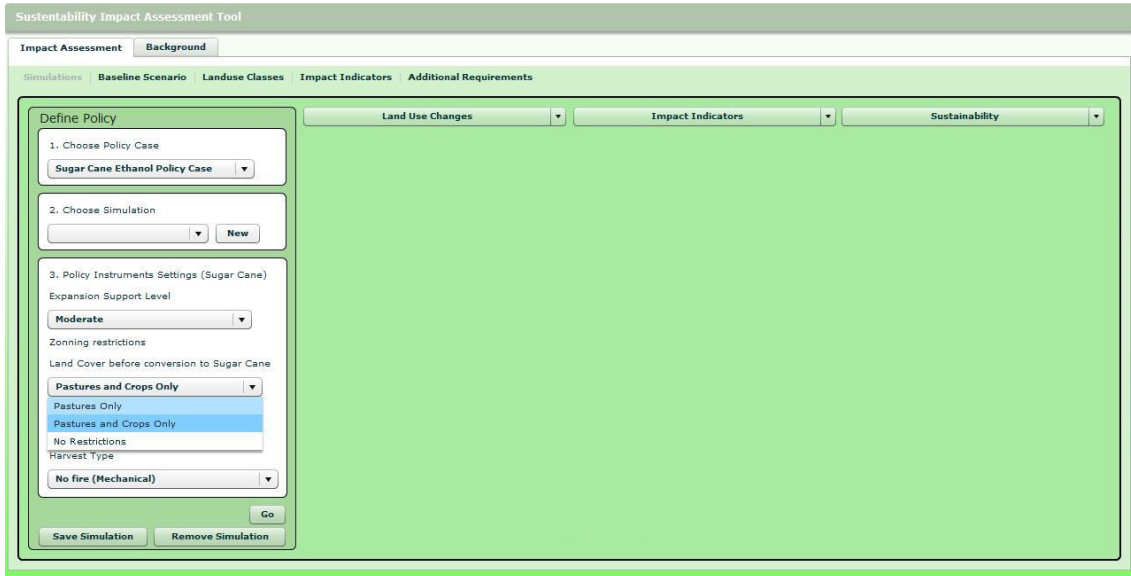 Sustentability Impact Assessment Tool
Impact Assessment Background
Simulations Baseline Scenario Landuse Classes Impact Indicators Additional Requirements
Define Policy
Land Use Changes Impact Indicators Sustainability
1. Choose Policy Case
Sugar Cane Ethanol Policy Case
2. Choose Simulation
New
3. Policy Instruments Settings (Sugar Cane)
Expansion Support Level
Moderate
Zonning restrictions
Land Cover before conversion to Sugar Cane
Pastures and Crops Only
Pastures Only
Pastures and Crops Only
No Restrictions
Harvest Type
No fire (Mechanical)
Go
Save Simulation Remove Simulation